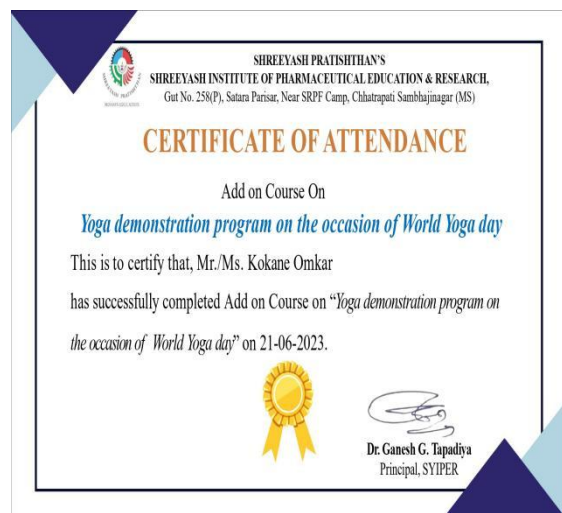 SHREEYASH PRATISHTHAN'S
SHREEYASH INSTITUTE OF PHARMACEUTICAL EDUCATION & RESEARCH,
Gut No. 258(P), Satara Parisar, Near SRPF Camp, Chhatrapati Sambhajinagar (MS)
CERTIFICATE OF ATTENDANCE
Add on Course On
Yoga demonstration program on the occasion of World Yoga day
This is to certify that, Mr./Ms. Kokane Omkar
has successfully completed Add on Course on “Yoga demonstration program on
the occasion of World Yoga day” on 21-06-2023.
Dr. Ganesh G. Tapadiya
Principal, SYIPER